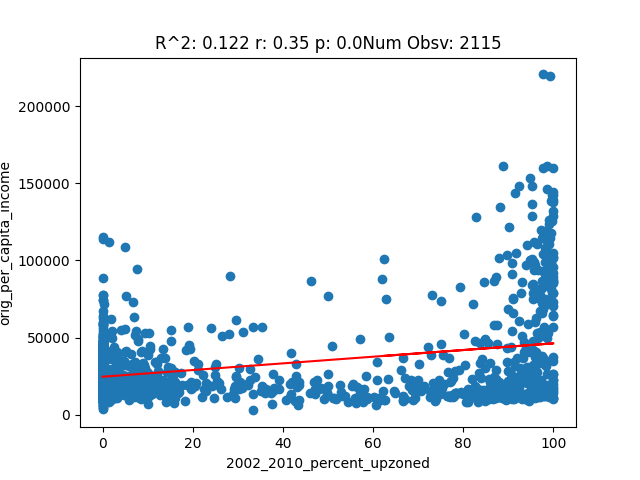 R^2: 0.122 r: 0.35 p: 0.0Num Obsv: 2115
orig_per_capita_income
200000
150000
100000
50000
0
0 20 40 60 80 100
2002_2010_percent_upzoned